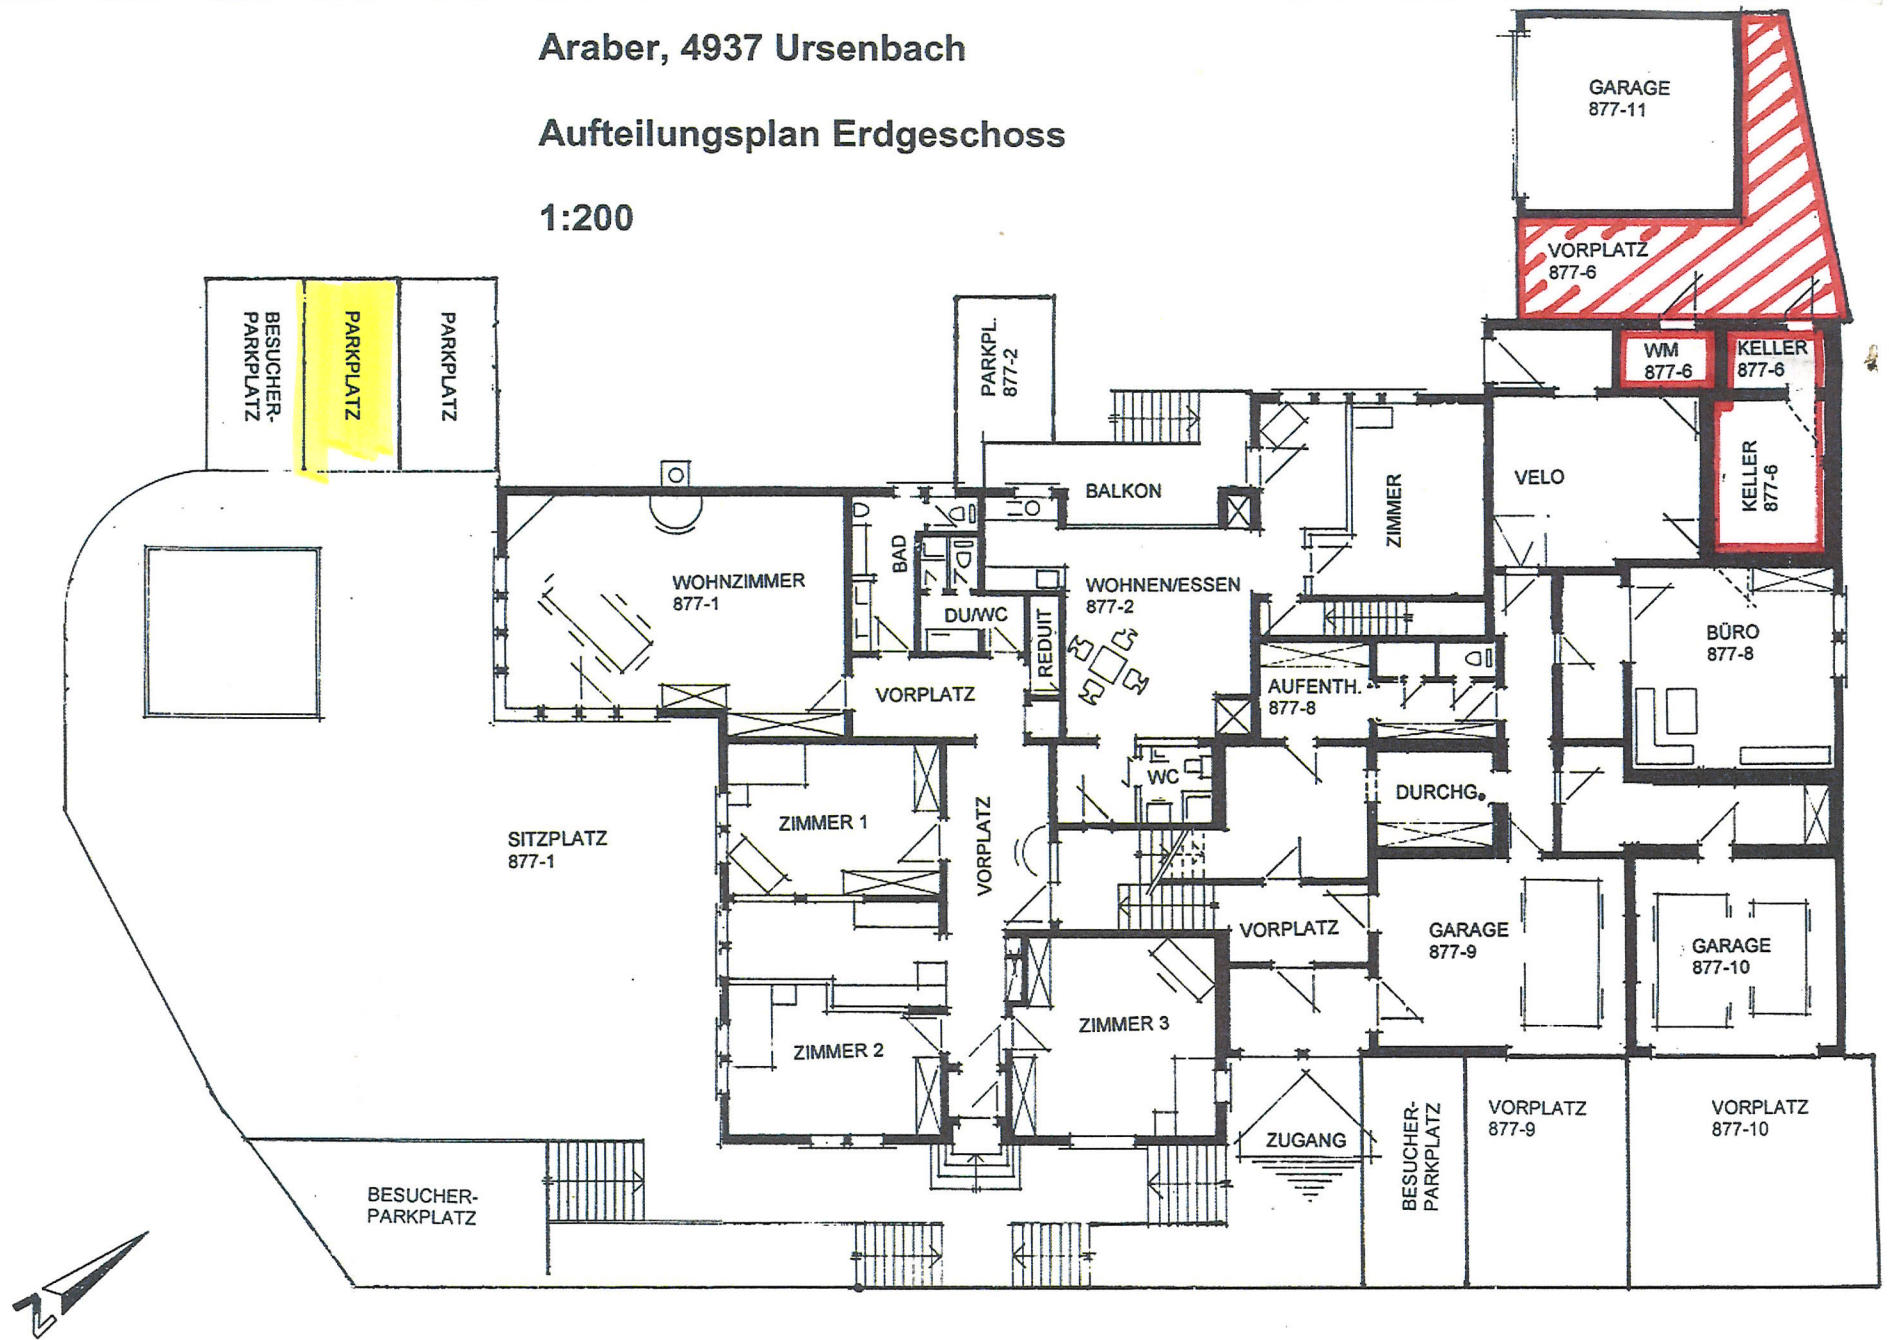 Araber, 4937 Ursenbach
Aufteilungsplan Erdgeschoss
1:200
GARAGE
877-11
VORPLATZ
877-6
BESUCHER-
PARKPLATZ
PARKPLATZ
PARKPLATZ
PARKPL.
877-2
WM
877-6
KELLER
877-6
KELLER
877-6
BALKON
ZIMMER
VELO
WOHNZIMMER
877-1
BAD
DU/WC
REDUIT
WOHNEN/ESSEN
877-2
BÜRO
877-8
VORPLATZ
AUFENTH.
877-8
WC
DURCHG.
SITZPLATZ
877-1
ZIMMER 1
VORPLATZ
VORPLATZ
GARAGE
877-9
GARAGE
877-10
ZIMMER 2
ZIMMER 3
ZUGANG
BESUCHER-
PARKPLATZ
VORPLATZ
877-9
VORPLATZ
877-10
BESUCHER-
PARKPLATZ
N